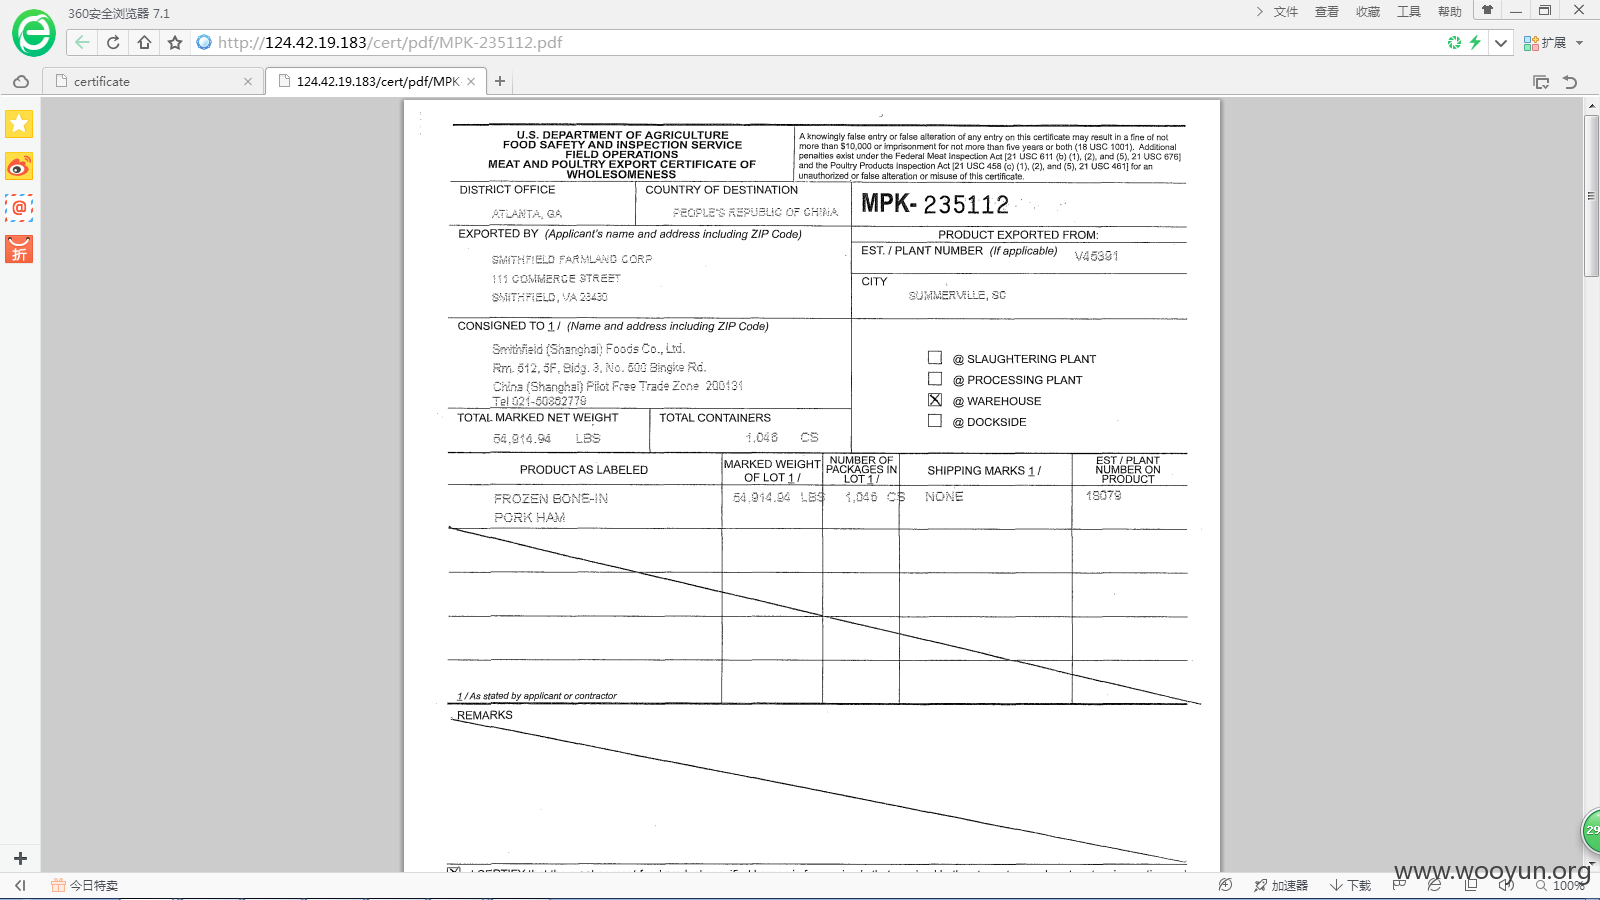 360安全浏览器 7.1
文件 查看 收藏 工具 帮助
http://124.42.19.183/cert/pdf/MPK-235112.pdf
扩展
certificate
124.42.19.183/cert/pdf/MPK
U.S. DEPARTMENT OF AGRICULTURE
FOOD SAFETY AND INSPECTION SERVICE
FIELD OPERATIONS
MEAT AND POULTRY EXPORT CERTIFICATE OF
WHOLESOMENESS
A knowingly false entry or false alteration of any entry on this certificate may result in a fine of not
more than $10,000 or imprisonment for not more than five years or both (18 USC 1001). Additional
penalties exist under the Federal Meat Inspection Act [21 USC 611 (b) (1), (2), and (5), 21 USC 676]
and the Poultry Products Inspection Act [21 USC 458 (c) (1), (2), and (5), 21 USC 461] for an
unauthorized or false alteration or misuse of this certificate.
DISTRICT OFFICE
ATLANTA, GA
COUNTRY OF DESTINATION
PEOPLE'S REPUBLIC OF CHINA
MPK- 235112
EXPORTED BY (Applicant's name and address including ZIP Code)
SMITHFIELD FARMLAND CORP
111 COMMERCE STREET
SMITHFIELD, VA 23430
PRODUCT EXPORTED FROM:
EST. / PLANT NUMBER (If applicable)
V45391
CITY
SUMMERVILLE, SC
CONSIGNED TO 1 / (Name and address including ZIP Code)
Smithfield (Shanghai) Foods Co., Ltd.
Rm. 512, 5F, Bldg. 3, No. 500 Bingke Rd.
China (Shanghai) Pilot Free Trade Zone 200131
Tel 021-50862779
@ SLAUGHTERING PLANT
@ PROCESSING PLANT
@ WAREHOUSE
@ DOCKSIDE
TOTAL MARKED NET WEIGHT
54,914.94 LBS
TOTAL CONTAINERS
1,046 CS
PRODUCT AS LABELED
MARKED WEIGHT
OF LOT 1 /
NUMBER OF
PACKAGES IN
LOT 1 /
SHIPPING MARKS 1 /
EST / PLANT
NUMBER ON
PRODUCT
FROZEN BONE-IN
PORK HAM
54,914.94 LBS
1,046 CS
NONE
18079
1 / As stated by applicant or contractor
REMARKS
今日特卖
加速器
下载
100%
www.wooyun.org
29
折